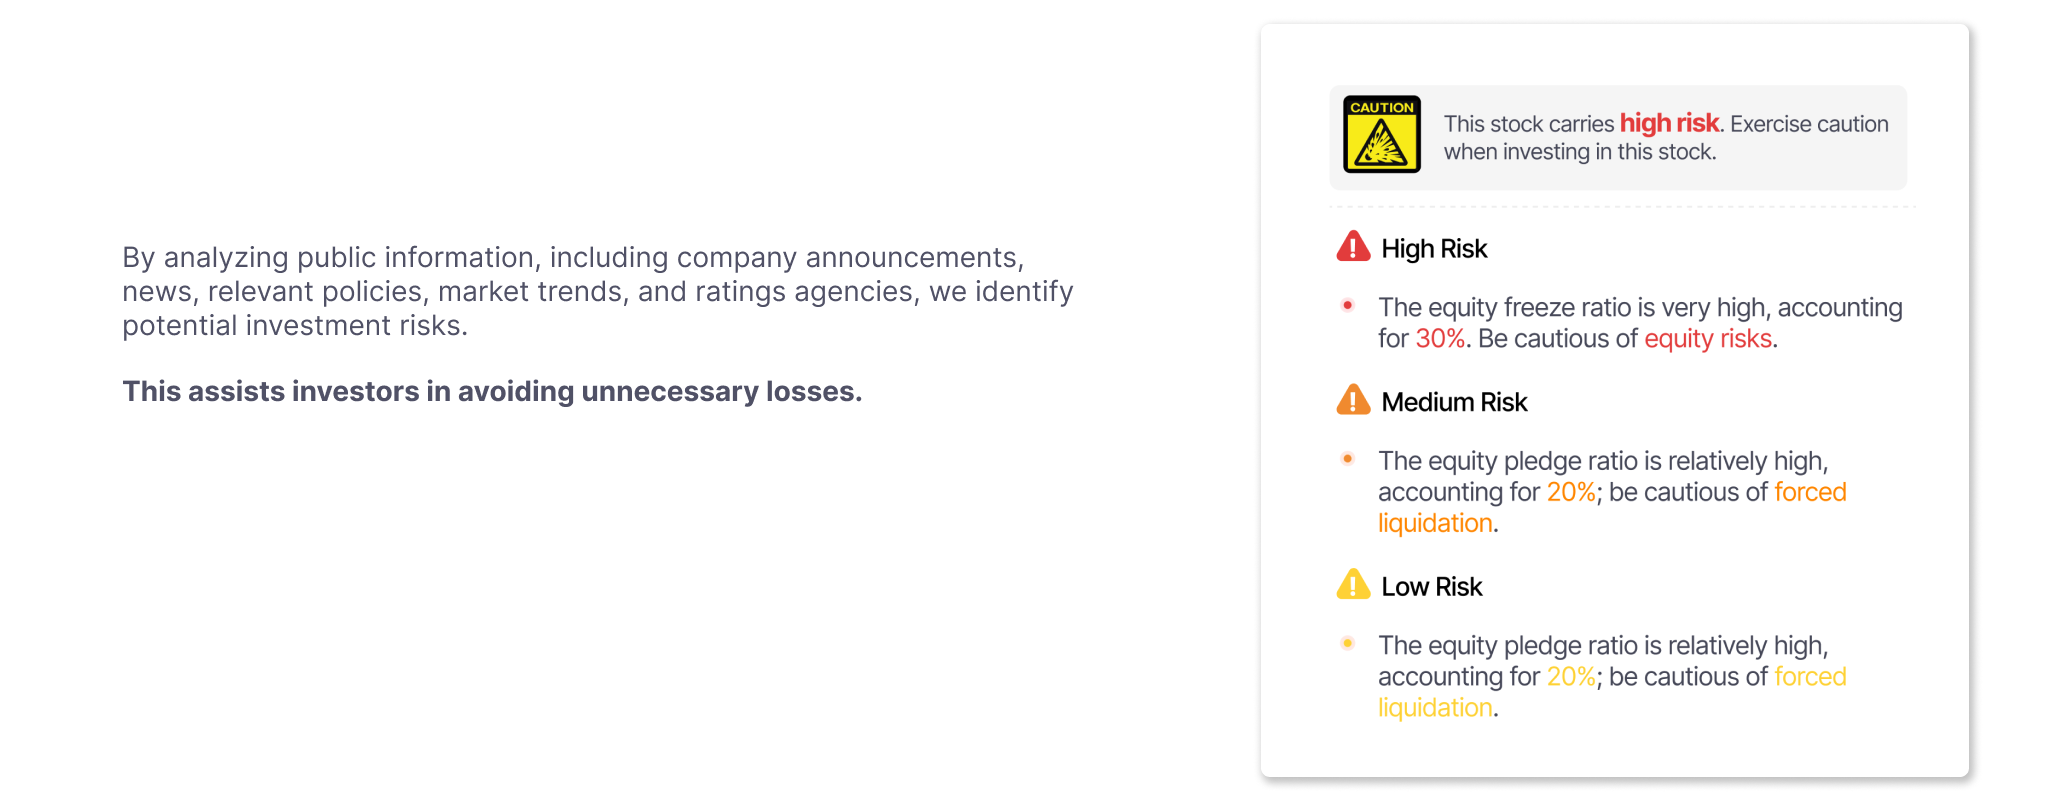 By analyzing public information, including company announcements,
news, relevant policies, market trends, and ratings agencies, we identify
potential investment risks.
This assists investors in avoiding unnecessary losses.
CAUTION
This stock carries high risk. Exercise caution
when investing in this stock.
High Risk
The equity freeze ratio is very high, accounting
for 30%. Be cautious of equity risks.
Medium Risk
The equity pledge ratio is relatively high,
accounting for 20%; be cautious of forced
liquidation.
Low Risk
The equity pledge ratio is relatively high,
accounting for 20%; be cautious of forced
liquidation.